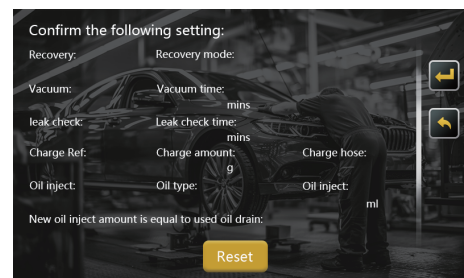 Confirm the following setting:
Recovery: Recovery mode:
Vacuum: Vacuum time:
mins
leak check: Leak check time:
mins
Charge Ref: Charge amount: Charge hose:
g
Oil inject: Oil type: Oil inject:
ml
New oil inject amount is equal to used oil drain:
Reset